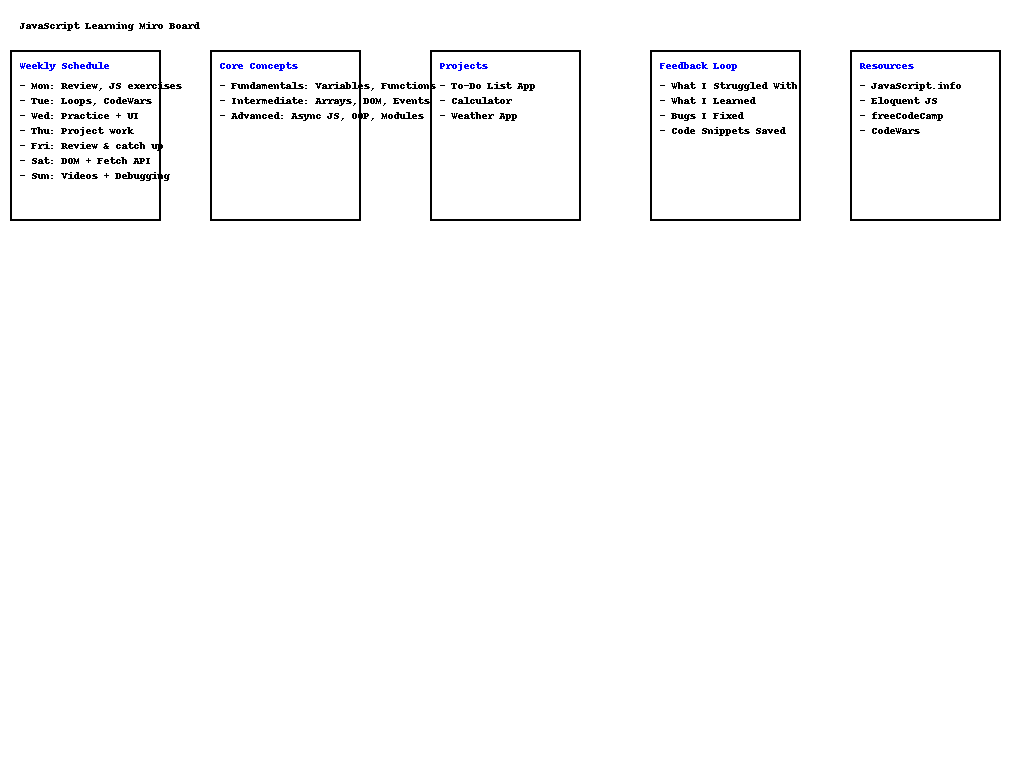 JavaScript Learning Miro Board
Weekly Schedule
- Mon: Review, JS exercises
- Tue: Loops, CodeWars
- Wed: Practice + UI
- Thu: Project work
- Fri: Review & catch up
- Sat: DOM + Fetch API
- Sun: Videos + Debugging
Core Concepts
- Fundamentals: Variables, Functions
- Intermediate: Arrays, DOM, Events
- Advanced: Async JS, OOP, Modules
Projects
- To-Do List App
- Calculator
- Weather App
Feedback Loop
- What I Struggled With
- What I Learned
- Bugs I Fixed
- Code Snippets Saved
Resources
- JavaScript.info
- Eloquent JS
- freeCodeCamp
- CodeWars